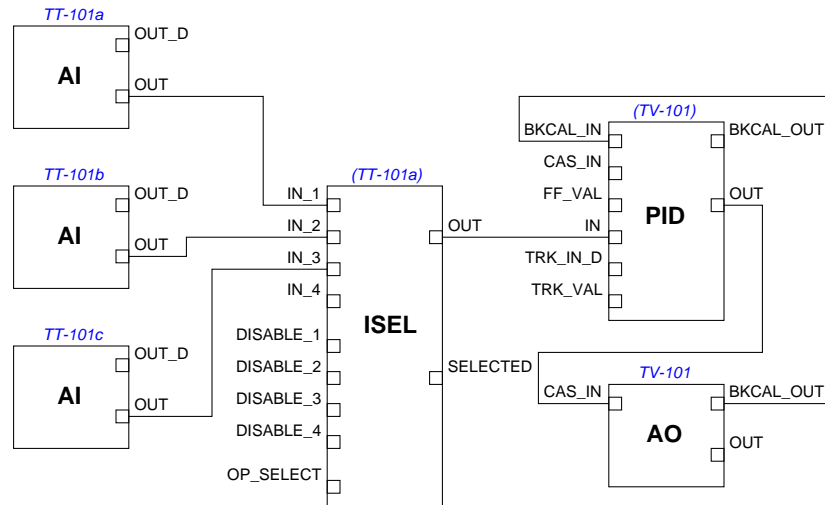 TT-101a
OUT_D
AI
OUT
TT-101b
OUT_D
AI
OUT
TT-101c
OUT_D
AI
OUT
(TT-101a)
IN_1
IN_2
IN_3
IN_4
DISABLE_1
DISABLE_2
DISABLE_3
DISABLE_4
OP_SELECT
ISEL
OUT
SELECTED
(TV-101)
BKCAL_IN
CAS_IN
FF_VAL
IN
TRK_IN_D
TRK_VAL
PID
BKCAL_OUT
OUT
TV-101
CAS_IN
AO
BKCAL_OUT
OUT